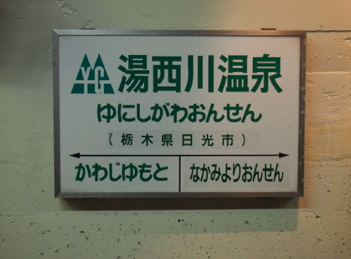 YG 湯西川温泉
ゆにしがわおんせん
(栃木県日光市)
かわじゆもと なかみよりおんせん